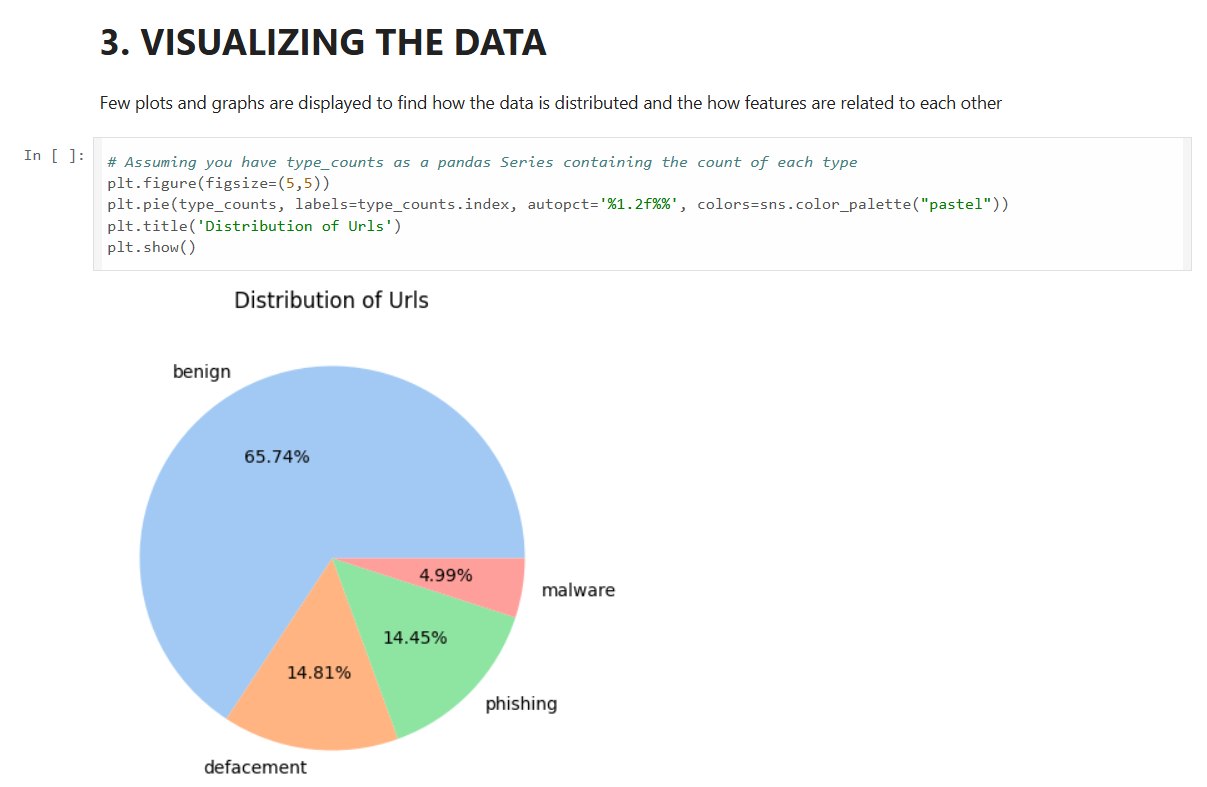 3. VISUALIZING THE DATA
Few plots and graphs are displayed to find how the data is distributed and the how features are related to each other
In [ ]:
# Assuming you have type_counts as a pandas Series containing the count of each type
plt.figure(figsize=(5,5))
plt.pie(type_counts, labels=type_counts.index, autopct='%1.2f%%', colors=sns.color_palette("pastel"))
plt.title('Distribution of Urls')
plt.show()
Distribution of Urls
benign
65.74%
4.99%
malware
14.45%
14.81%
phishing
defacement